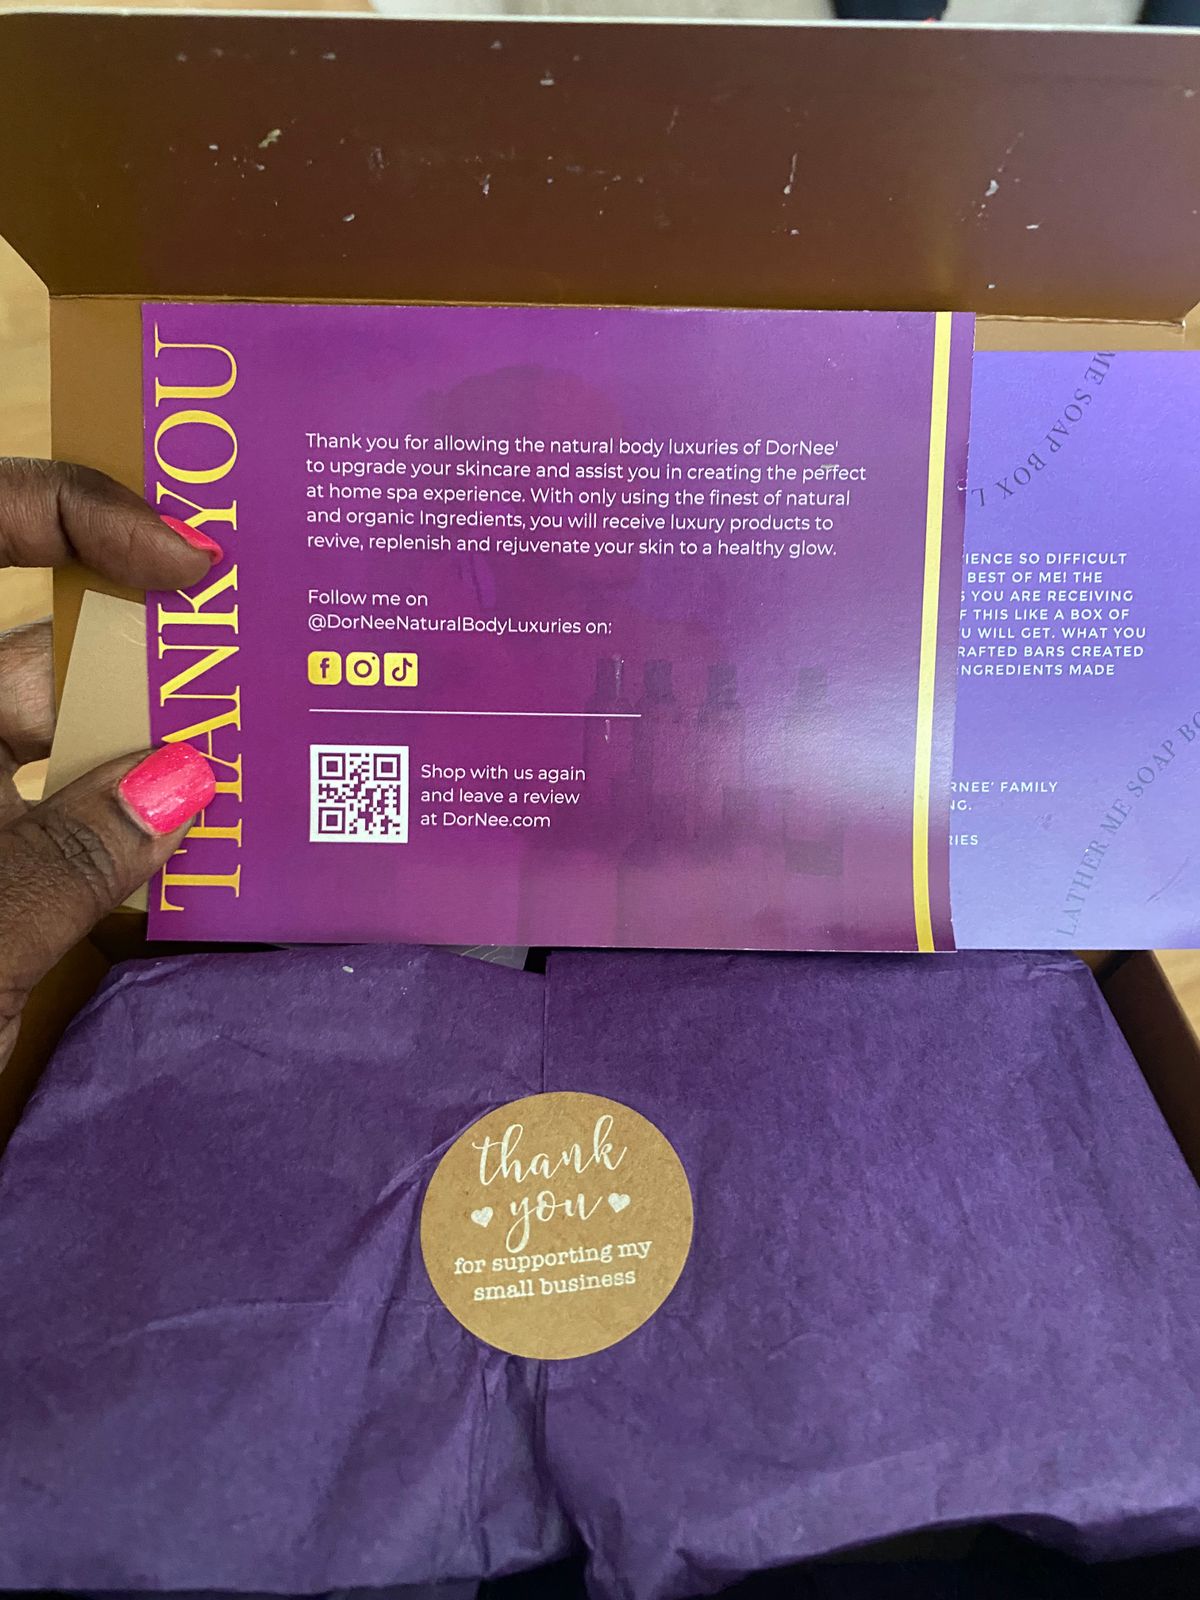 THANK YOU
Thank you for allowing the natural body luxuries of DorNee'
to upgrade your skincare and assist you in creating the perfect
at home spa experience. With only using the finest of natural
and organic Ingredients, you will receive luxury products to
revive, replenish and rejuvenate your skin to a healthy glow.
Follow me on
@DorNeeNaturalBodyLuxuries on:
Shop with us again
and leave a review
at DorNee.com
ME SOAP BOX
SO DIFFICULT
BEST OF ME! THE
YOU ARE RECEIVING
THIS LIKE A BOX OF
WILL GET. WHAT YOU
BARS CREATED
INGREDIENTS MADE
FAMILY
LATHER ME SOAP
thank
you
for supporting my
small business